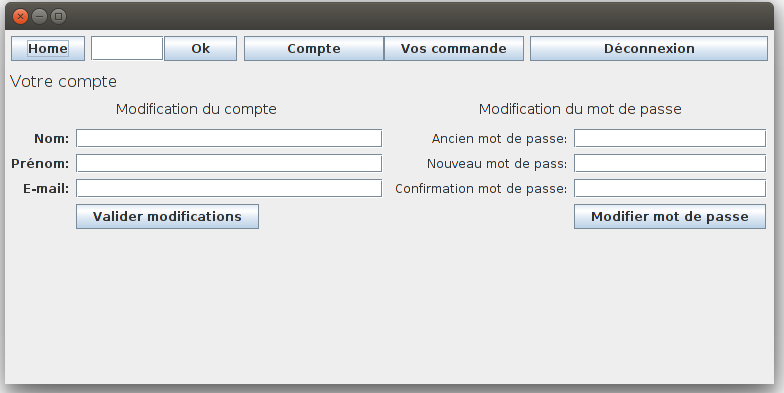 Home Ok Compte Vos commande Déconnexion
Votre compte
Modification du compte Modification du mot de passe
Nom: Ancien mot de passe:
Prénom: Nouveau mot de pass:
E-mail: Confirmation mot de passe:
Valider modifications Modifier mot de passe